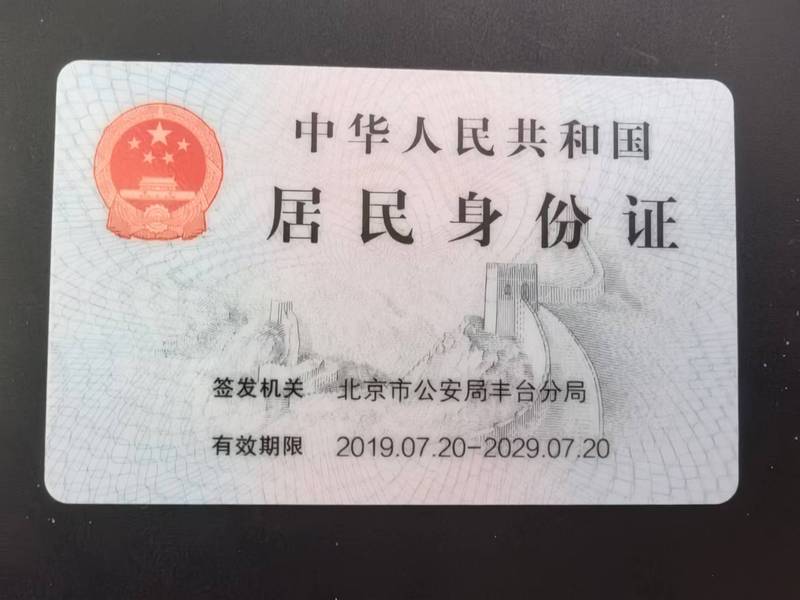 中华人民共和国
居民身份证
签发机关 北京市公安局丰台分局
有效期限 2019.07.20-2029.07.20